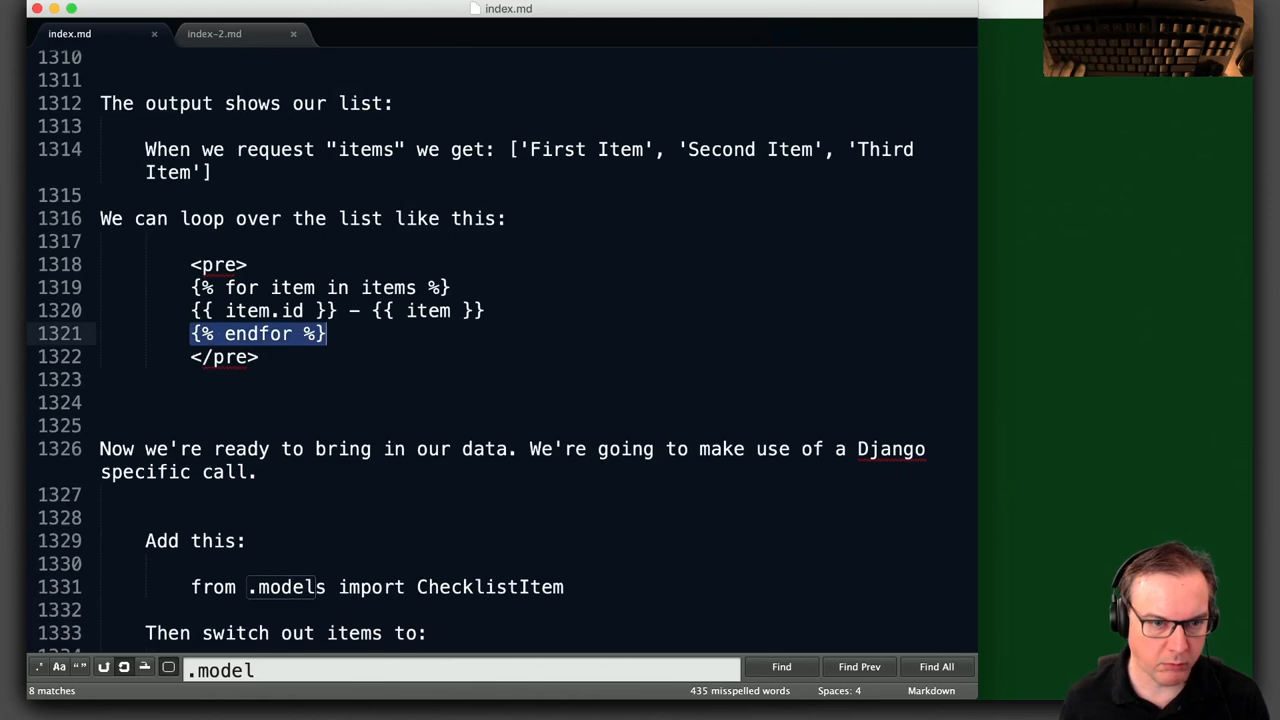 index.md
index.md × index-2.md ×
1310
1311
1312 The output shows our list:
1313
1314 When we request "items" we get: ['First Item', 'Second Item', 'Third
Item']
1315
1316 We can loop over the list like this:
1317
1318 <pre>
1319 {% for item in items %}
1320 {{ item.id }} - {{ item }}
1321 {% endfor %}
1322 </pre>
1323
1324
1325
1326 Now we're ready to bring in our data. We're going to make use of a Django
specific call.
1327
1328
1329 Add this:
1330
1331 from .models import ChecklistItem
1332
1333 Then switch out items to:
.* Aa “ ” .model Find Find Prev Find All
8 matches 435 misspelled words Spaces: 4 Markdown